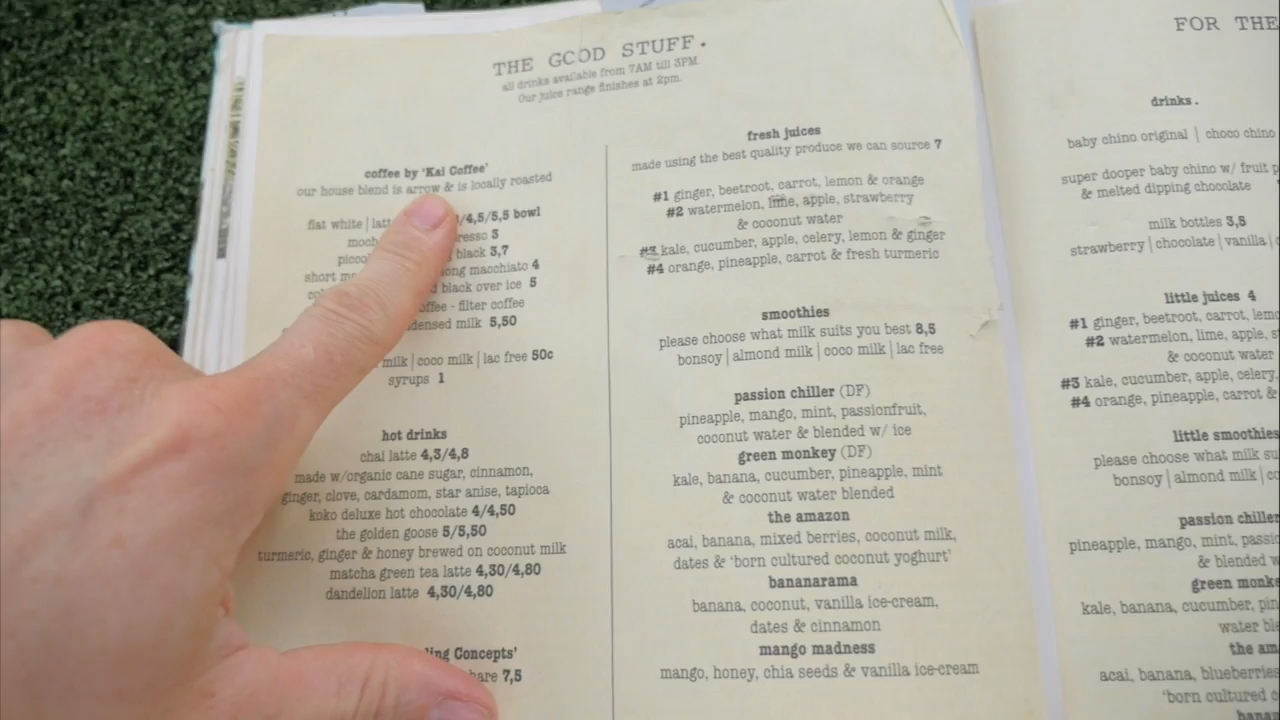 THE GOOD STUFF.
all drinks available from 7AM till 3PM.
Our juice range finishes at 2pm.
coffee by 'Kai Coffee'
our house blend is arrow & is locally roasted
flat white | latt /4,5/5,5 bowl
moch resso 3
piccol black 3,7
short ma ong macchiato 4
black over ice 5
offee - filter coffee
densed milk 5,50
milk | coco milk | lac free 50c
syrups 1
hot drinks
chai latte 4,3/4,8
made w/organic cane sugar, cinnamon,
ginger, clove, cardamom, star anise, tapioca
koko deluxe hot chocolate 4/4,50
the golden goose 5/5,50
turmeric, ginger & honey brewed on coconut milk
matcha green tea latte 4,30/4,80
dandelion latte 4,30/4,80
ling Concepts'
hare 7,5
fresh juices
made using the best quality produce we can source 7
#1 ginger, beetroot, carrot, lemon & orange
#2 watermelon, lime, apple, strawberry
& coconut water
#3 kale, cucumber, apple, celery, lemon & ginger
#4 orange, pineapple, carrot & fresh turmeric
smoothies
please choose what milk suits you best 8,5
bonsoy | almond milk | coco milk | lac free
passion chiller (DF)
pineapple, mango, mint, passionfruit,
coconut water & blended w/ ice
green monkey (DF)
kale, banana, cucumber, pineapple, mint
& coconut water blended
the amazon
acai, banana, mixed berries, coconut milk,
dates & 'born cultured coconut yoghurt'
bananarama
banana, coconut, vanilla ice-cream,
dates & cinnamon
mango madness
mango, honey, chia seeds & vanilla ice-cream
FOR THE
drinks.
baby chino original | choco chino
super dooper baby chino w/ fruit p
& melted dipping chocolate
milk bottles 3,5
strawberry | chocolate | vanilla | c
little juices 4
#1 ginger, beetroot, carrot, lemo
#2 watermelon, lime, apple, s
& coconut water
#3 kale, cucumber, apple, celery,
#4 orange, pineapple, carrot &
little smoothies
please choose what milk su
bonsoy | almond milk | co
passion chiller
pineapple, mango, mint, passio
& blended w
green monke
kale, banana, cucumber, pin
water ble
the am
acai, banana, blueberries
'born cultured c
banan